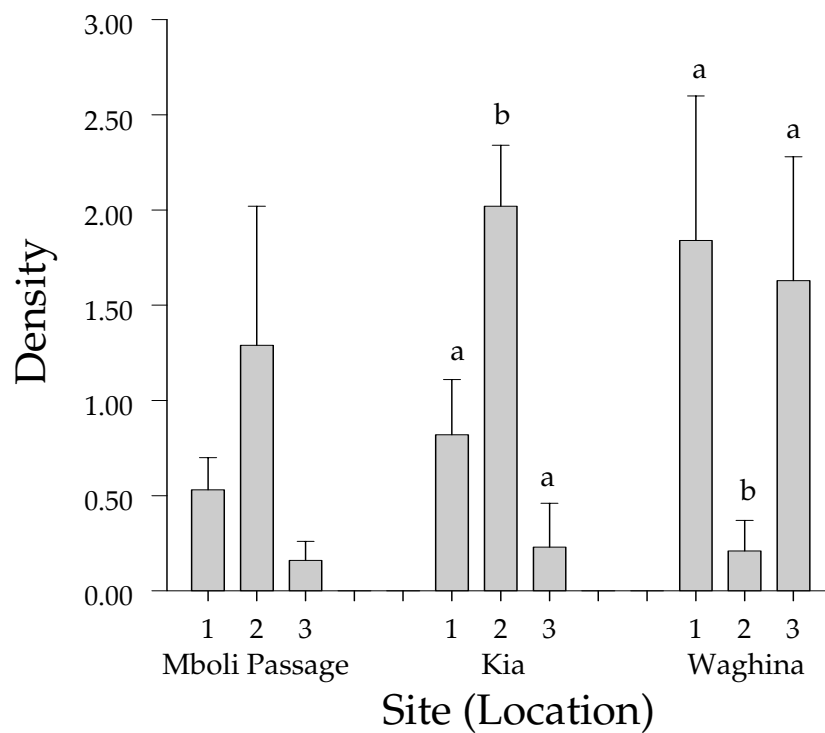 3.00
2.50
2.00
1.50
1.00
0.50
0.00
Density
a
b
a
a
b
a
1 2 3 1 2 3 1 2 3
Mboli Passage Kia Waghina
Site (Location)